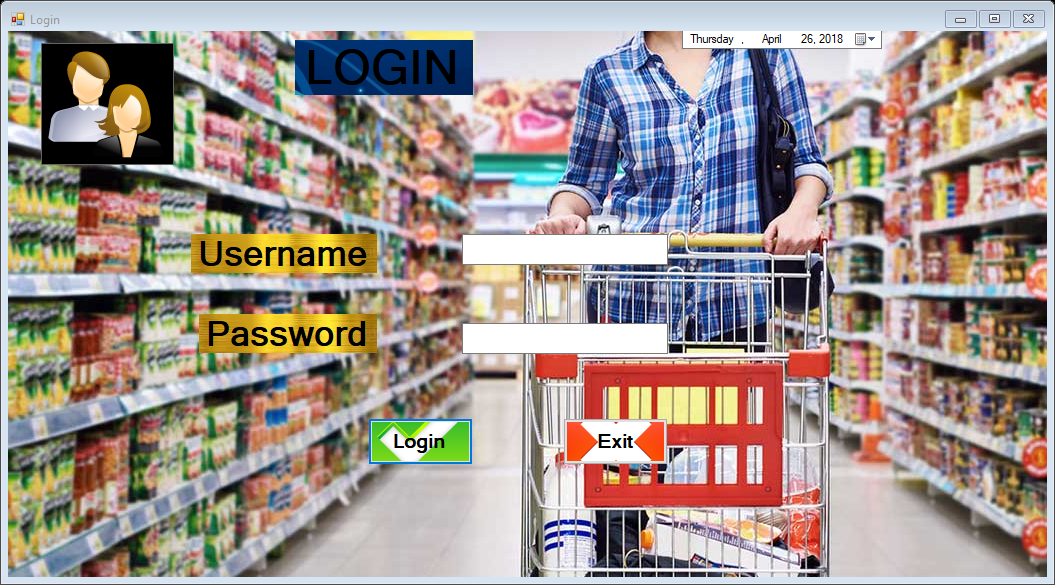 Login
LOGIN
Thursday , April 26, 2018
Username
Password
Login
Exit